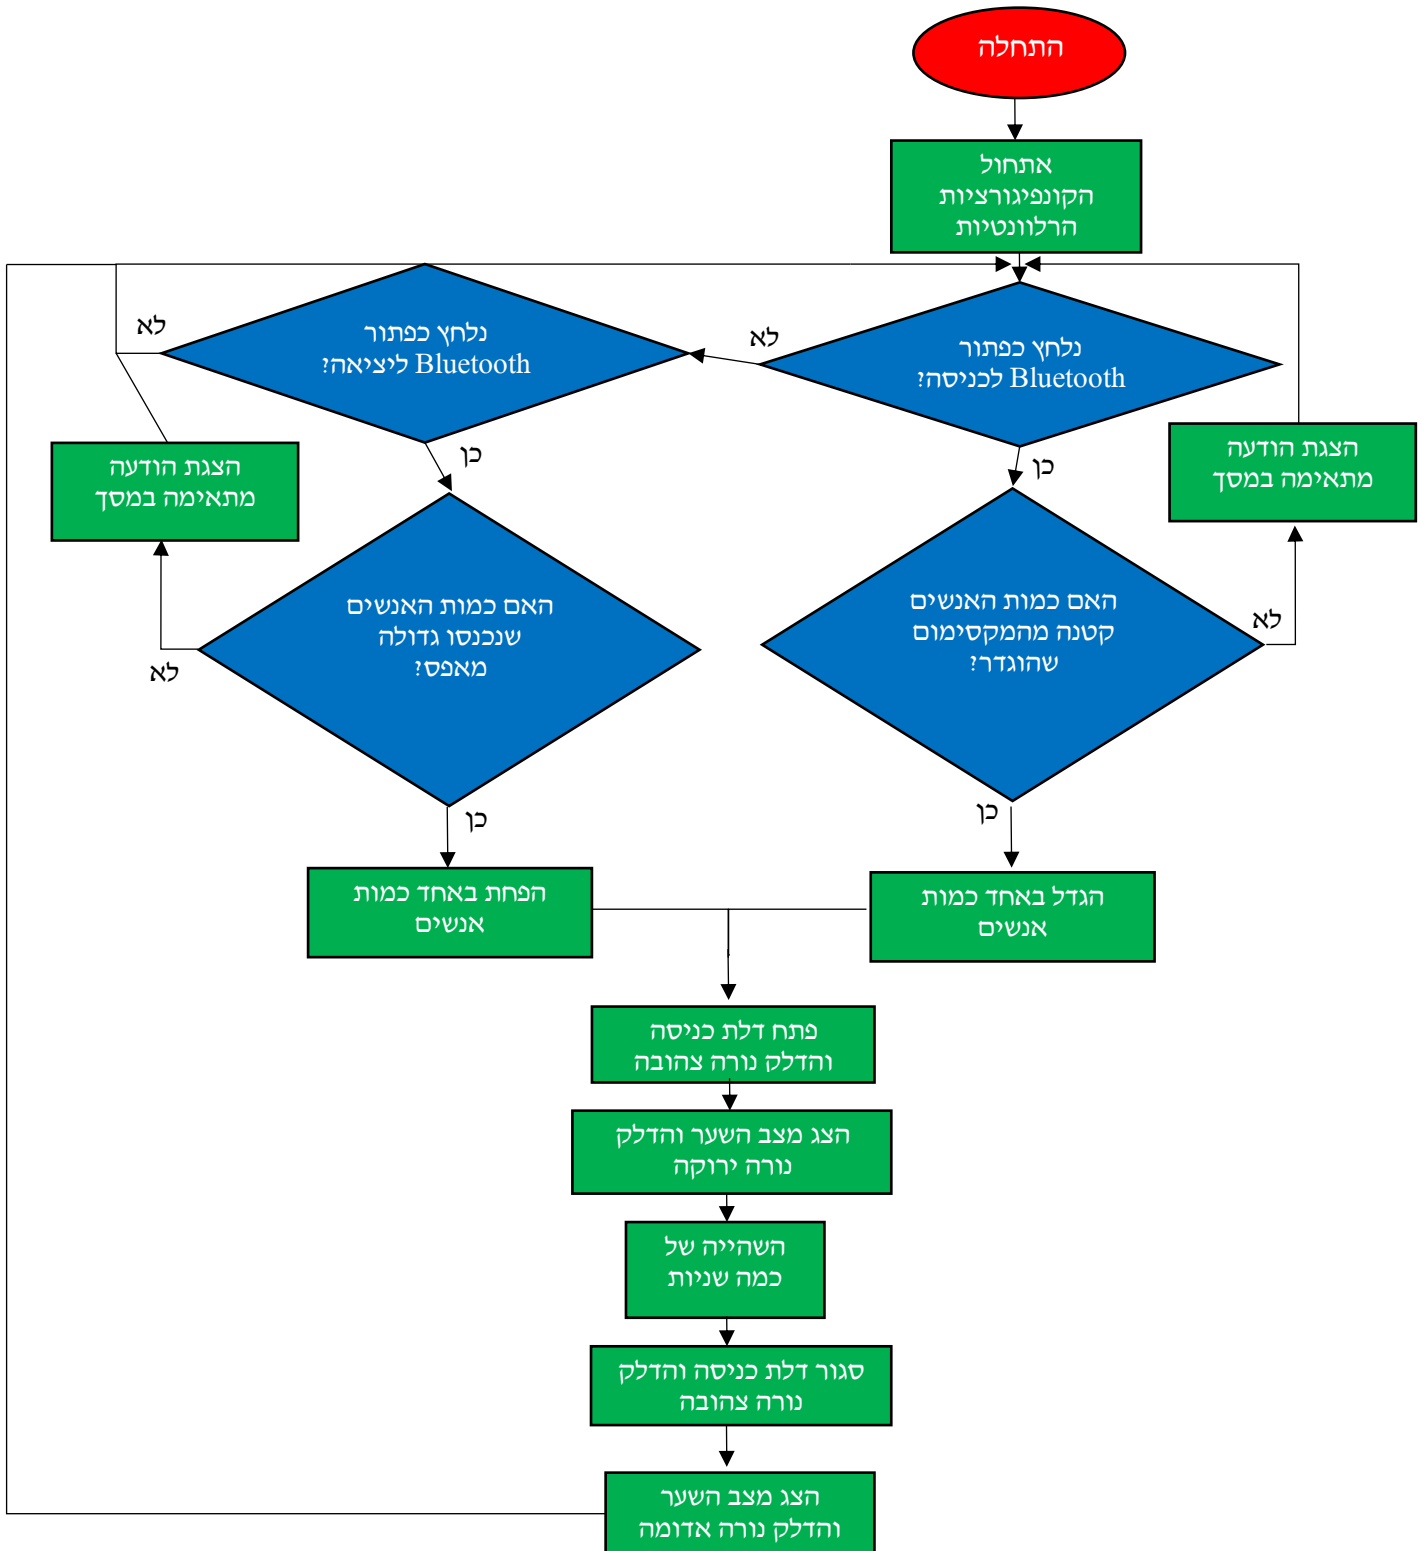 התחלה
אתחול
הקונפיגורציות
הרלוונטיות
נלחץ כפתור
Bluetooth לכניסה?
לא
נלחץ כפתור
Bluetooth ליציאה?
לא
כן
כן
הצגת הודעה
מתאימה במסך
הצגת הודעה
מתאימה במסך
האם כמות האנשים
קטנה מהמקסימום
שהוגדר?
לא
האם כמות האנשים
שנכנסו גדולה
מאפס?
לא
כן
כן
הגדל באחד כמות
אנשים
הפחת באחד כמות
אנשים
פתח דלת כניסה
והדלק נורה צהובה
הצג מצב השער והדלק
נורה ירוקה
השהייה של
כמה שניות
סגור דלת כניסה והדלק
נורה צהובה
הצג מצב השער
והדלק נורה אדומה